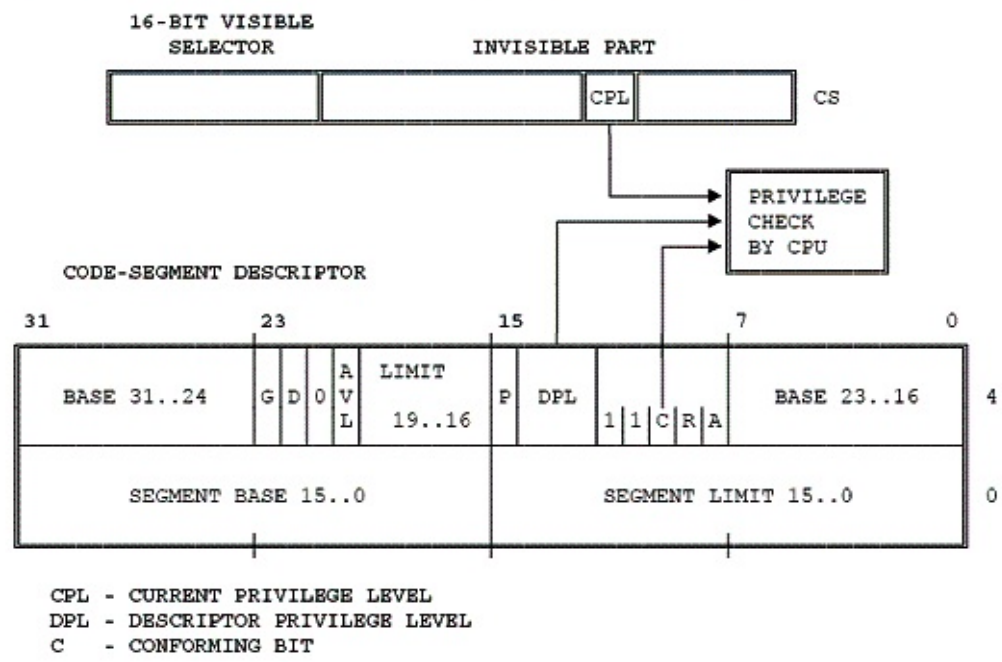 16-BIT VISIBLE
SELECTOR INVISIBLE PART
CPL CS
PRIVILEGE
CHECK
BY CPU
CODE-SEGMENT DESCRIPTOR
31 23 15 7 0
BASE 31..24 G D 0 AVL LIMIT 19..16 P DPL 1 1 C R A BASE 23..16 4
SEGMENT BASE 15..0 SEGMENT LIMIT 15..0 0
CPL - CURRENT PRIVILEGE LEVEL
DPL - DESCRIPTOR PRIVILEGE LEVEL
C - CONFORMING BIT